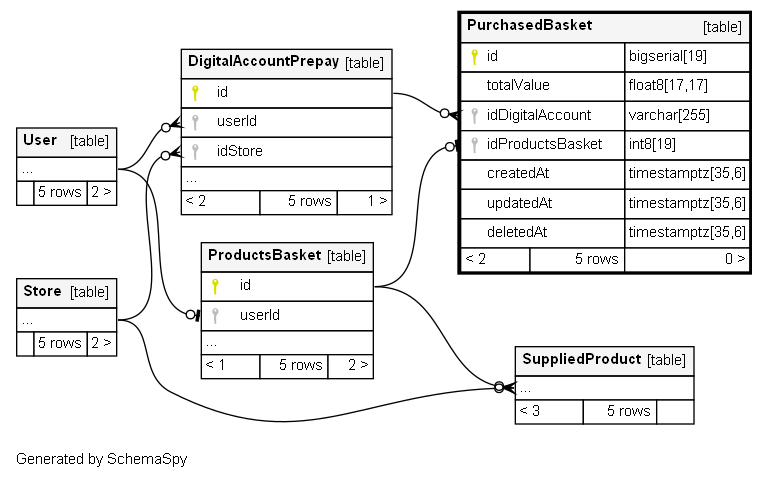 PurchasedBasket [table]
id bigserial[19]
totalValue float8[17,17]
idDigitalAccount varchar[255]
idProductsBasket int8[19]
createdAt timestamptz[35,6]
updatedAt timestamptz[35,6]
deletedAt timestamptz[35,6]
< 2 5 rows 0 >
DigitalAccountPrepay [table]
id
userId
idStore
...
< 2 5 rows 1 >
User [table]
...
5 rows 2 >
ProductsBasket [table]
id
userId
...
< 1 5 rows 2 >
Store [table]
...
5 rows 2 >
SuppliedProduct [table]
...
< 3 5 rows
Generated by SchemaSpy